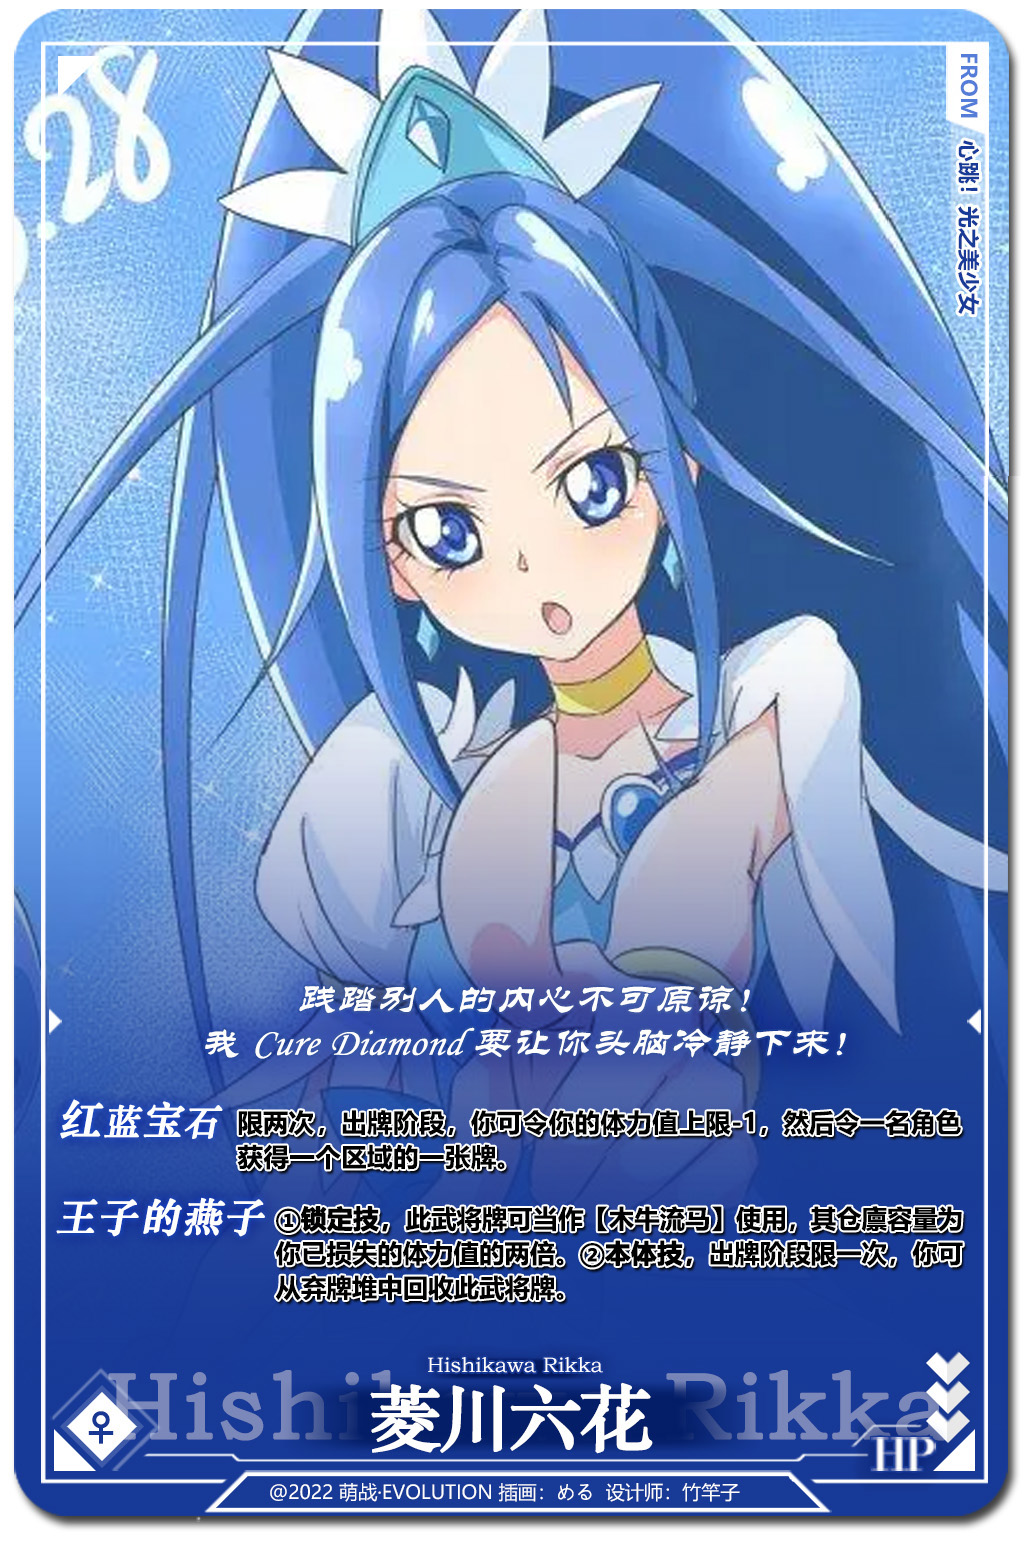 .28
FROM 心跳！光之美少女
践踏别人的内心不可原谅！
我 Cure Diamond 要让你头脑冷静下来！
红蓝宝石
限两次，出牌阶段，你可令你的体力值上限-1，然后令一名角色
获得一个区域的一张牌。
王子的燕子
①锁定技，此武将牌可当作【木牛流马】使用，其仓廪容量为
你已损失的体力值的两倍。②本体技，出牌阶段限一次，你可
从弃牌堆中回收此武将牌。
Hishikawa Rikka
Hishi Rikka
菱川六花
HP
@2022 萌战·EVOLUTION 插画：める 设计师：竹竿子